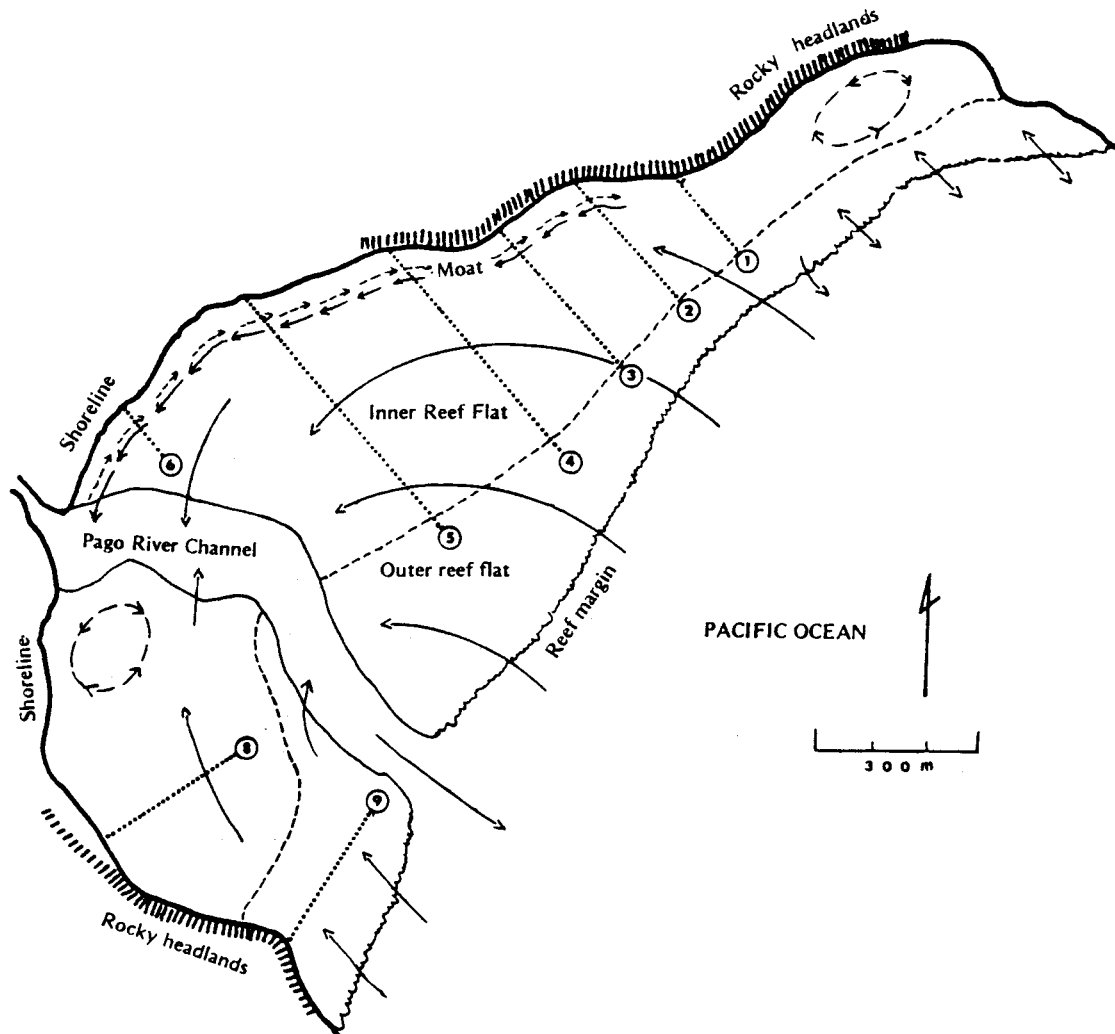 Rocky headlands
1
Moat
2
3
Inner Reef Flat
Shoreline
6
4
5
Pago River Channel
Outer reef flat
Reef margin
PACIFIC OCEAN
Shoreline
8
300 m
9
Rocky headlands